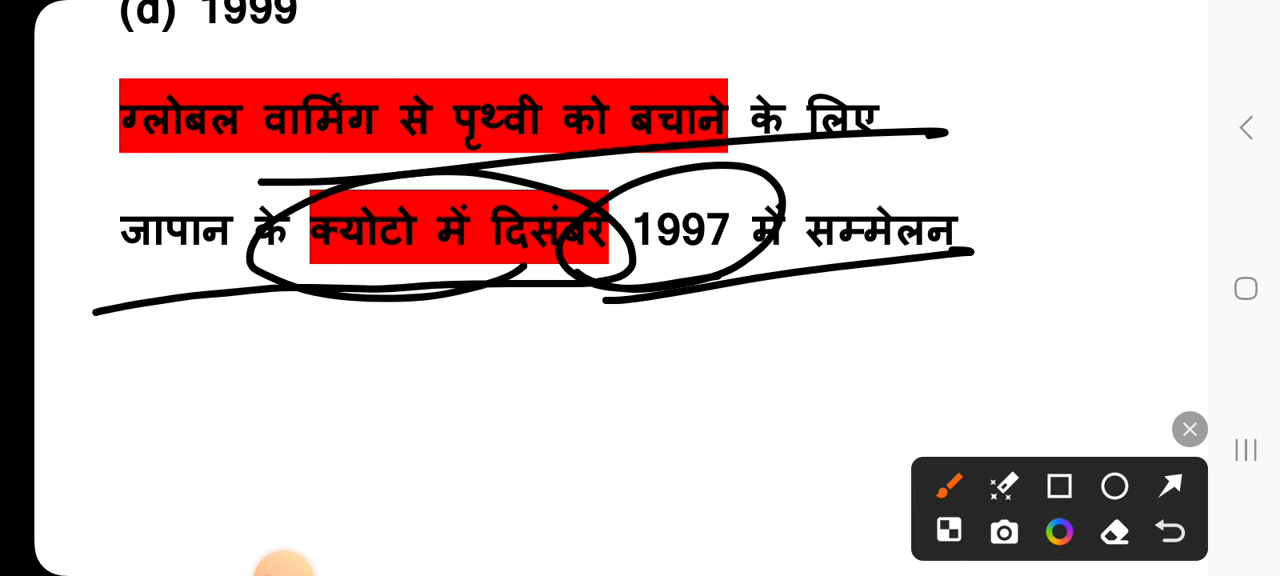 (d) 1999
ग्लोबल वार्मिंग से पृथ्वी को बचाने के लिए
जापान के क्योटो में दिसंबर 1997 में सम्मेलन